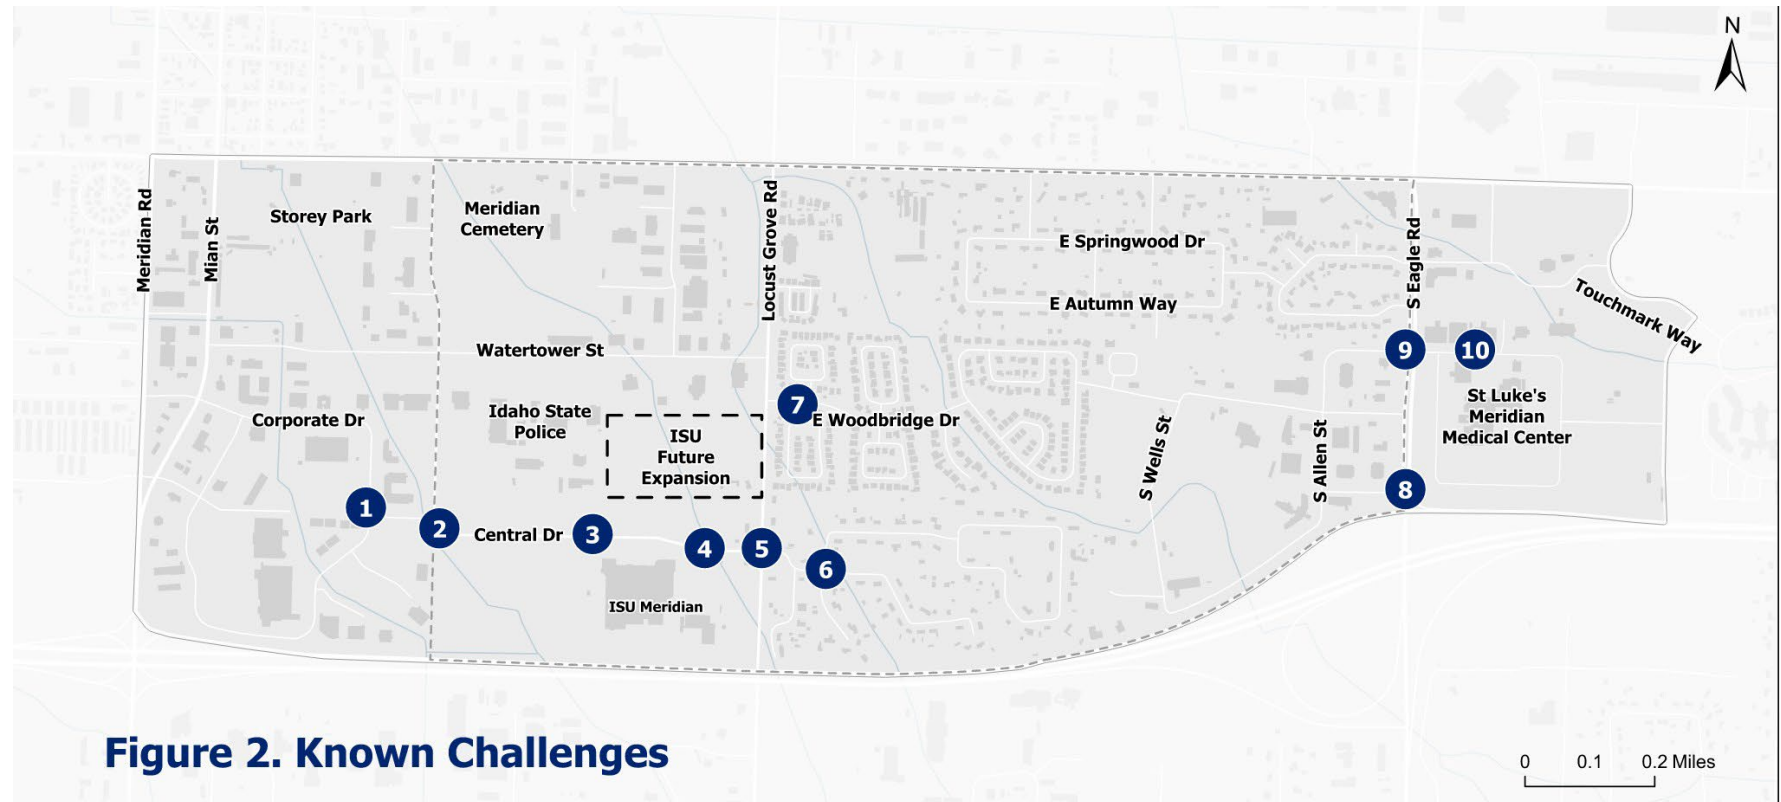 N
Meridian Rd
Mian St
Storey Park
Meridian
Cemetery
Locust Grove Rd
E Springwood Dr
S Eagle Rd
E Autumn Way
Touchmark Way
Watertower St
9
10
Corporate Dr
Idaho State
Police
7
E Woodbridge Dr
St Luke's
Meridian
Medical Center
ISU
Future
Expansion
S Wells St
S Allen St
8
1
2
Central Dr
3
4
5
6
ISU Meridian
Figure 2. Known Challenges
0 0.1 0.2 Miles